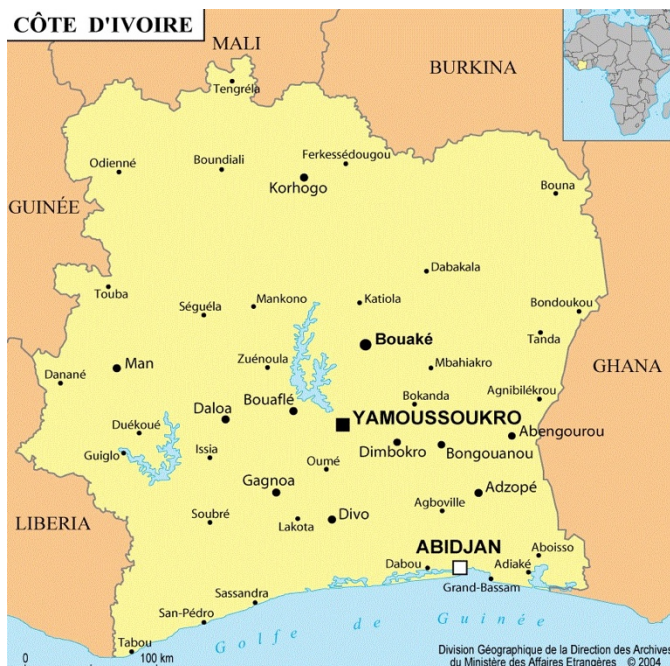 CÔTE D'IVOIRE
MALI
BURKINA
Tengréla
Odienné
Boundiali
Ferkessédougou
Korhogo
Bouna
GUINÉE
Dabakala
Touba
Séguéla
Mankono
Katiola
Bondoukou
Tanda
Bouaké
GHANA
Man
Zuénoula
Mbahiakro
Danané
Bokanda
Agnibilékrou
Bouaflé
Daloa
YAMOUSSOUKRO
Duékoué
Abengourou
Guiglo
Issia
Dimbokro
Bongouanou
Oumé
Gagnoa
Adzopé
LIBERIA
Soubré
Lakota
Divo
Agboville
ABIDJAN
Aboisso
Dabou
Adiaké
Grand-Bassam
Sassandra
San-Pédro
Golfe de Guinée
Tabou
0 100 km
Division Géographique de la Direction des Archives
du Ministère des Affaires Étrangères © 2004